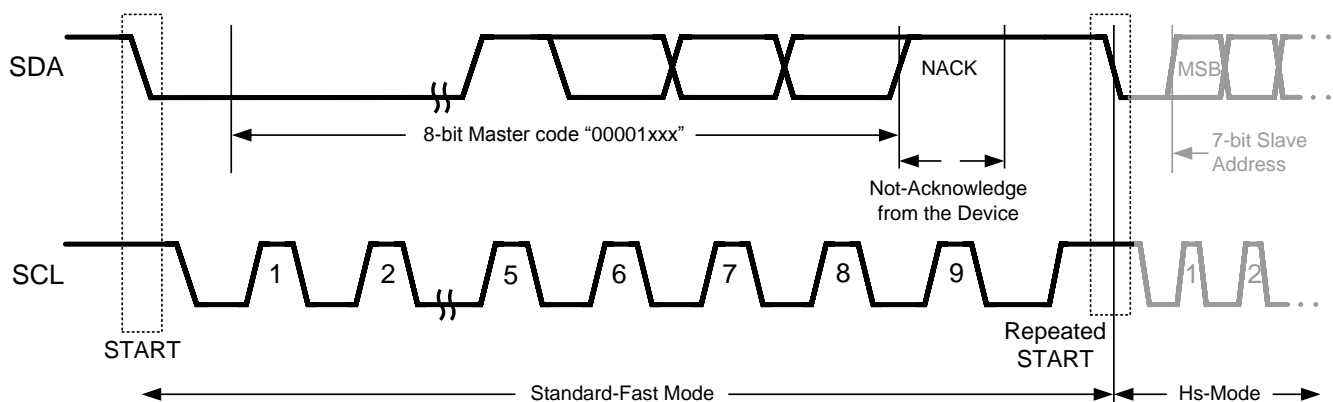 SDA
NACK
MSB
8-bit Master code “00001xxx”
7-bit Slave
Address
Not-Acknowledge
from the Device
SCL
1
2
5
6
7
8
9
1
2
START
Repeated
START
Standard-Fast Mode
Hs-Mode